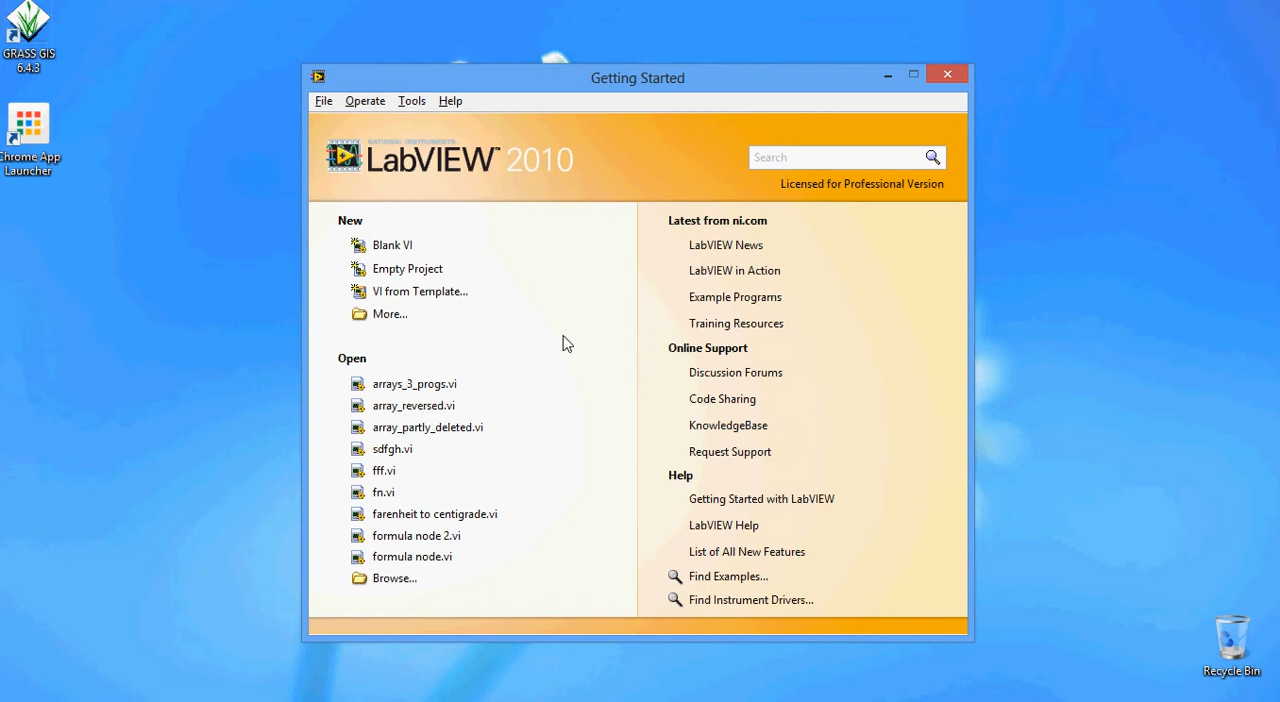 GRASS GIS
6.4.3
Chrome App
Launcher
Getting Started
File Operate Tools Help
NATIONAL INSTRUMENTS
LabVIEW™ 2010
Search
Licensed for Professional Version
New
Blank VI
Empty Project
VI from Template...
More...
Open
arrays_3_progs.vi
array_reversed.vi
array_partly_deleted.vi
sdfgh.vi
fff.vi
fn.vi
farenheit to centigrade.vi
formula node 2.vi
formula node.vi
Browse...
Latest from ni.com
LabVIEW News
LabVIEW in Action
Example Programs
Training Resources
Online Support
Discussion Forums
Code Sharing
KnowledgeBase
Request Support
Help
Getting Started with LabVIEW
LabVIEW Help
List of All New Features
Find Examples...
Find Instrument Drivers...
Recycle Bin